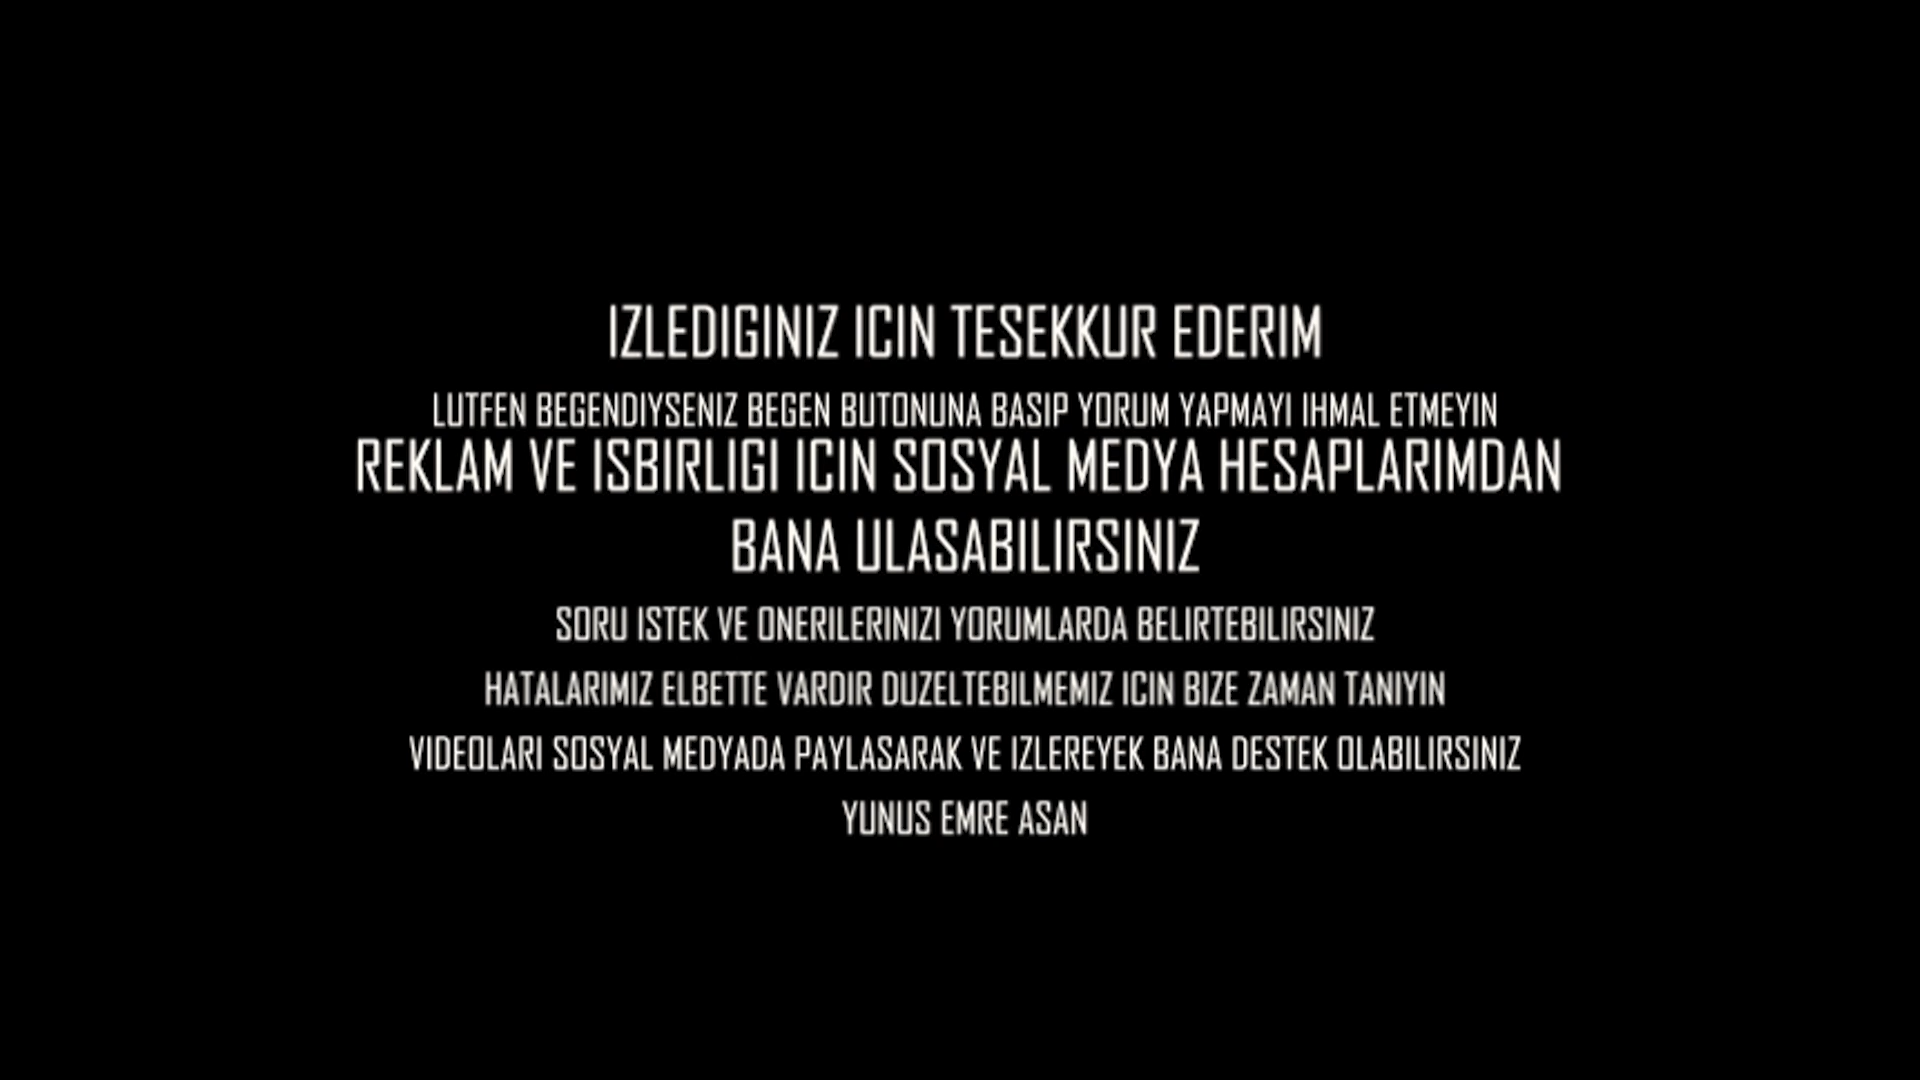 IZLEDIGINIZ ICIN TESEKKUR EDERIM
LUTFEN BEGENDIYSENIZ BEGEN BUTONUNA BASIP YORUM YAPMAYI IHMAL ETMEYIN
REKLAM VE ISBIRLIGI ICIN SOSYAL MEDYA HESAPLARIMDAN
BANA ULASABILIRSINIZ
SORU ISTEK VE ONERILERINIZI YORUMLARDA BELIRTEBILIRSINIZ
HATALARIMIZ ELBETTE VARDIR DUZELTEBILMEMIZ ICIN BIZE ZAMAN TANIYIN
VIDEOLARI SOSYAL MEDYADA PAYLASARAK VE IZLEREYEK BANA DESTEK OLABILIRSINIZ
YUNUS EMRE ASAN